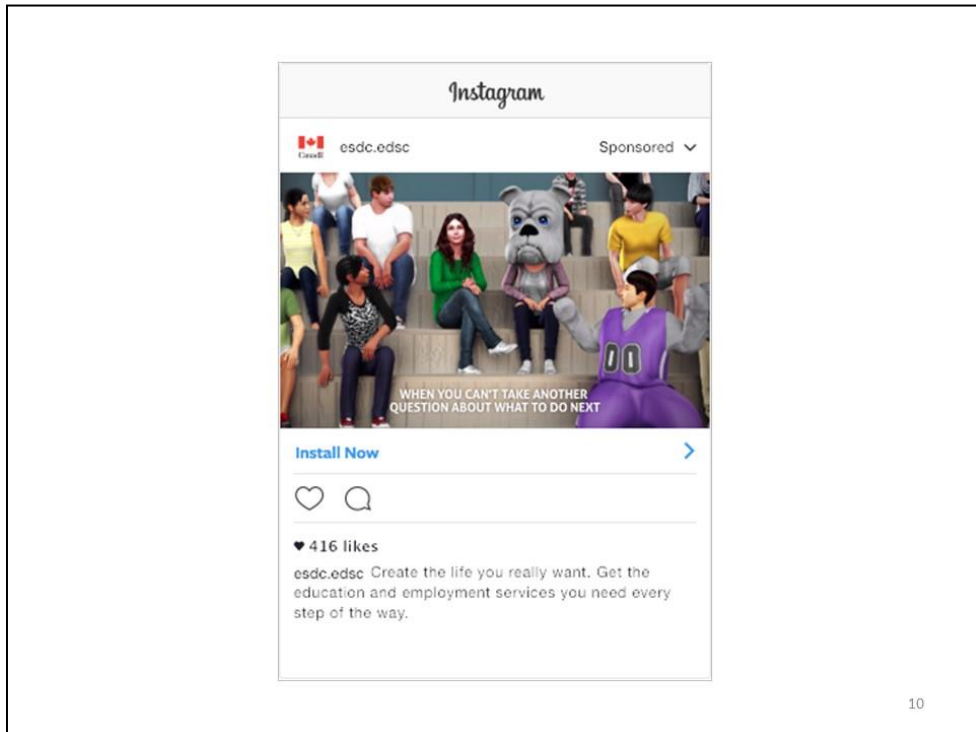 Instagram
Canada
esdc.edsc
Sponsored
00
WHEN YOU CAN'T TAKE ANOTHER
QUESTION ABOUT WHAT TO DO NEXT
Install Now
416 likes
esdc.edsc Create the life you really want. Get the
education and employment services you need every
step of the way.
10